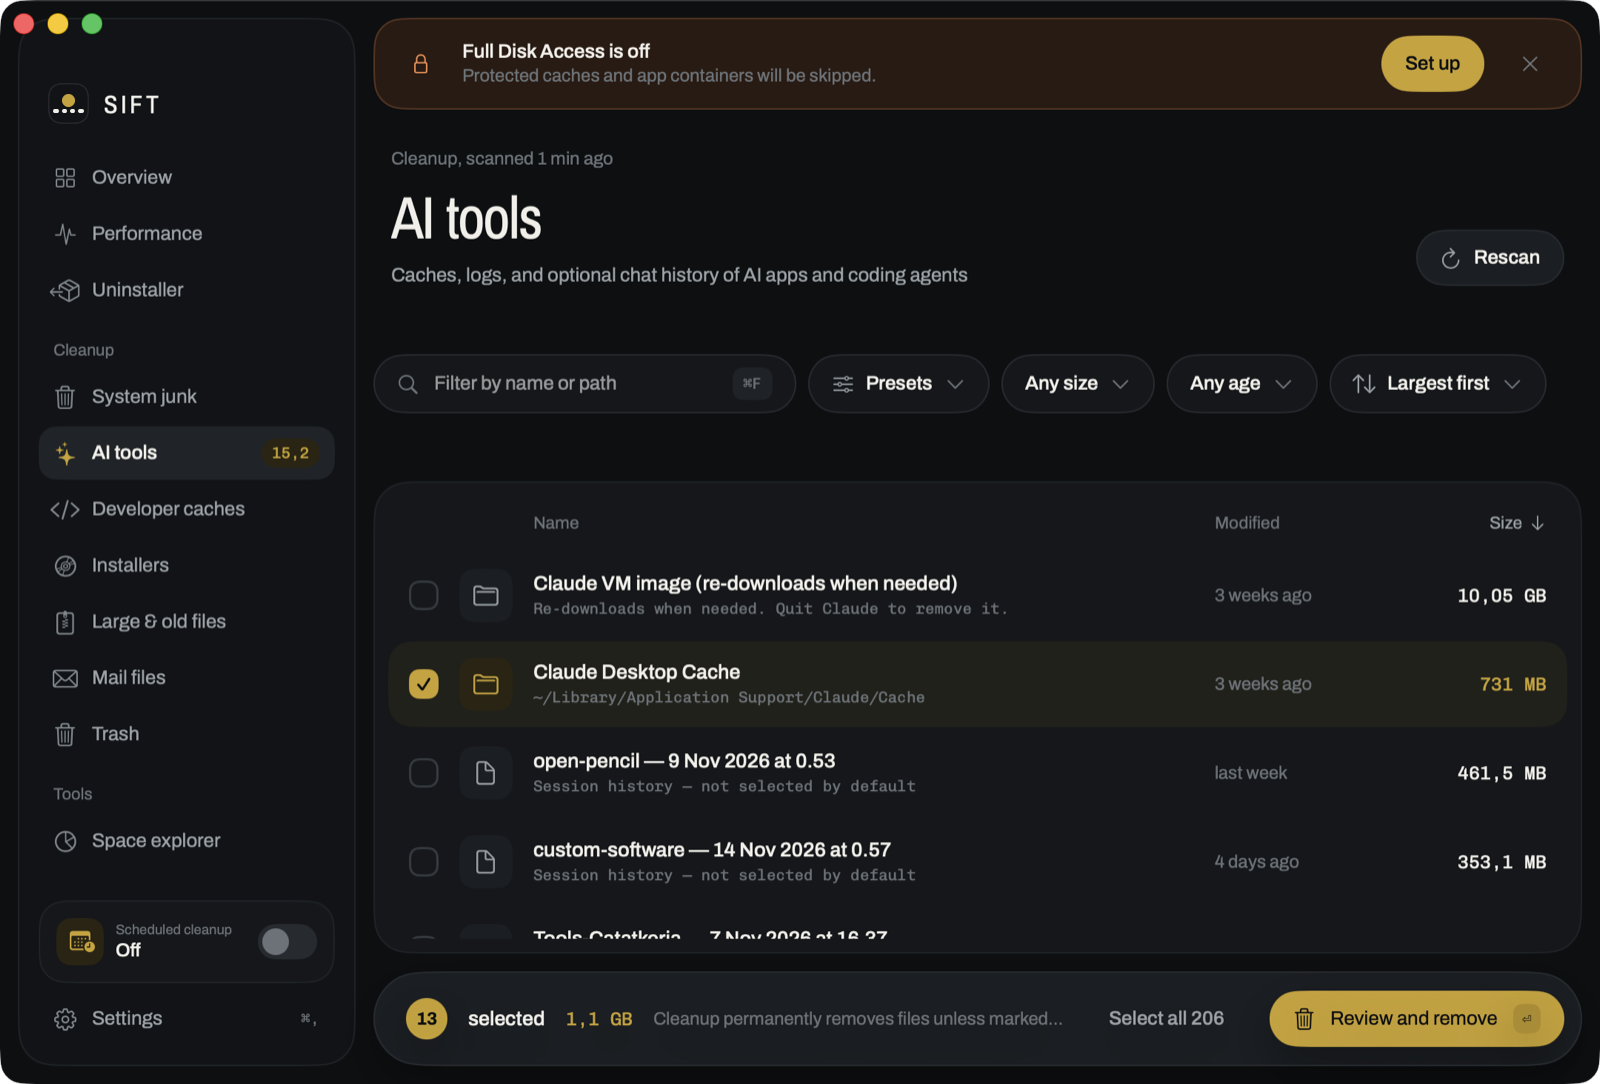 SIFT
Overview
Performance
Uninstaller
Cleanup
System junk
AI tools 15,2
Developer caches
Installers
Large & old files
Mail files
Trash
Tools
Space explorer
Scheduled cleanup
Off
Settings ⌘,
Full Disk Access is off
Protected caches and app containers will be skipped.
Set up
Cleanup, scanned 1 min ago
AI tools
Caches, logs, and optional chat history of AI apps and coding agents
Rescan
Filter by name or path ⌘F
Presets
Any size
Any age
Largest first
Name Modified Size ↓
Claude VM image (re-downloads when needed)
Re-downloads when needed. Quit Claude to remove it.
3 weeks ago
10,05 GB
Claude Desktop Cache
~/Library/Application Support/Claude/Cache
3 weeks ago
731 MB
open-pencil — 9 Nov 2026 at 0.53
Session history — not selected by default
last week
461,5 MB
custom-software — 14 Nov 2026 at 0.57
Session history — not selected by default
4 days ago
353,1 MB
Tools-Catatkeria — 7 Nov 2026 at 16.37
13 selected 1,1 GB Cleanup permanently removes files unless marked...
Select all 206
Review and remove ⏎